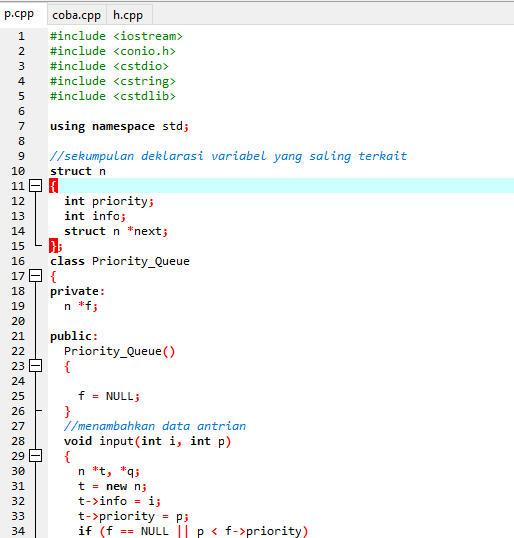 p.cpp coba.cpp h.cpp
1 #include <iostream>
2 #include <conio.h>
3 #include <cstdio>
4 #include <cstring>
5 #include <cstdlib>
6
7 using namespace std;
8
9 //sekumpulan deklarasi variabel yang saling terkait
10 struct n
11 {
12 int priority;
13 int info;
14 struct n *next;
15 };
16 class Priority_Queue
17 {
18 private:
19 n *f;
20
21 public:
22 Priority_Queue()
23 {
24
25 f = NULL;
26 }
27 //menambahkan data antrian
28 void input(int i, int p)
29 {
30 n *t, *q;
31 t = new n;
32 t->info = i;
33 t->priority = p;
34 if (f == NULL || p < f->priority)